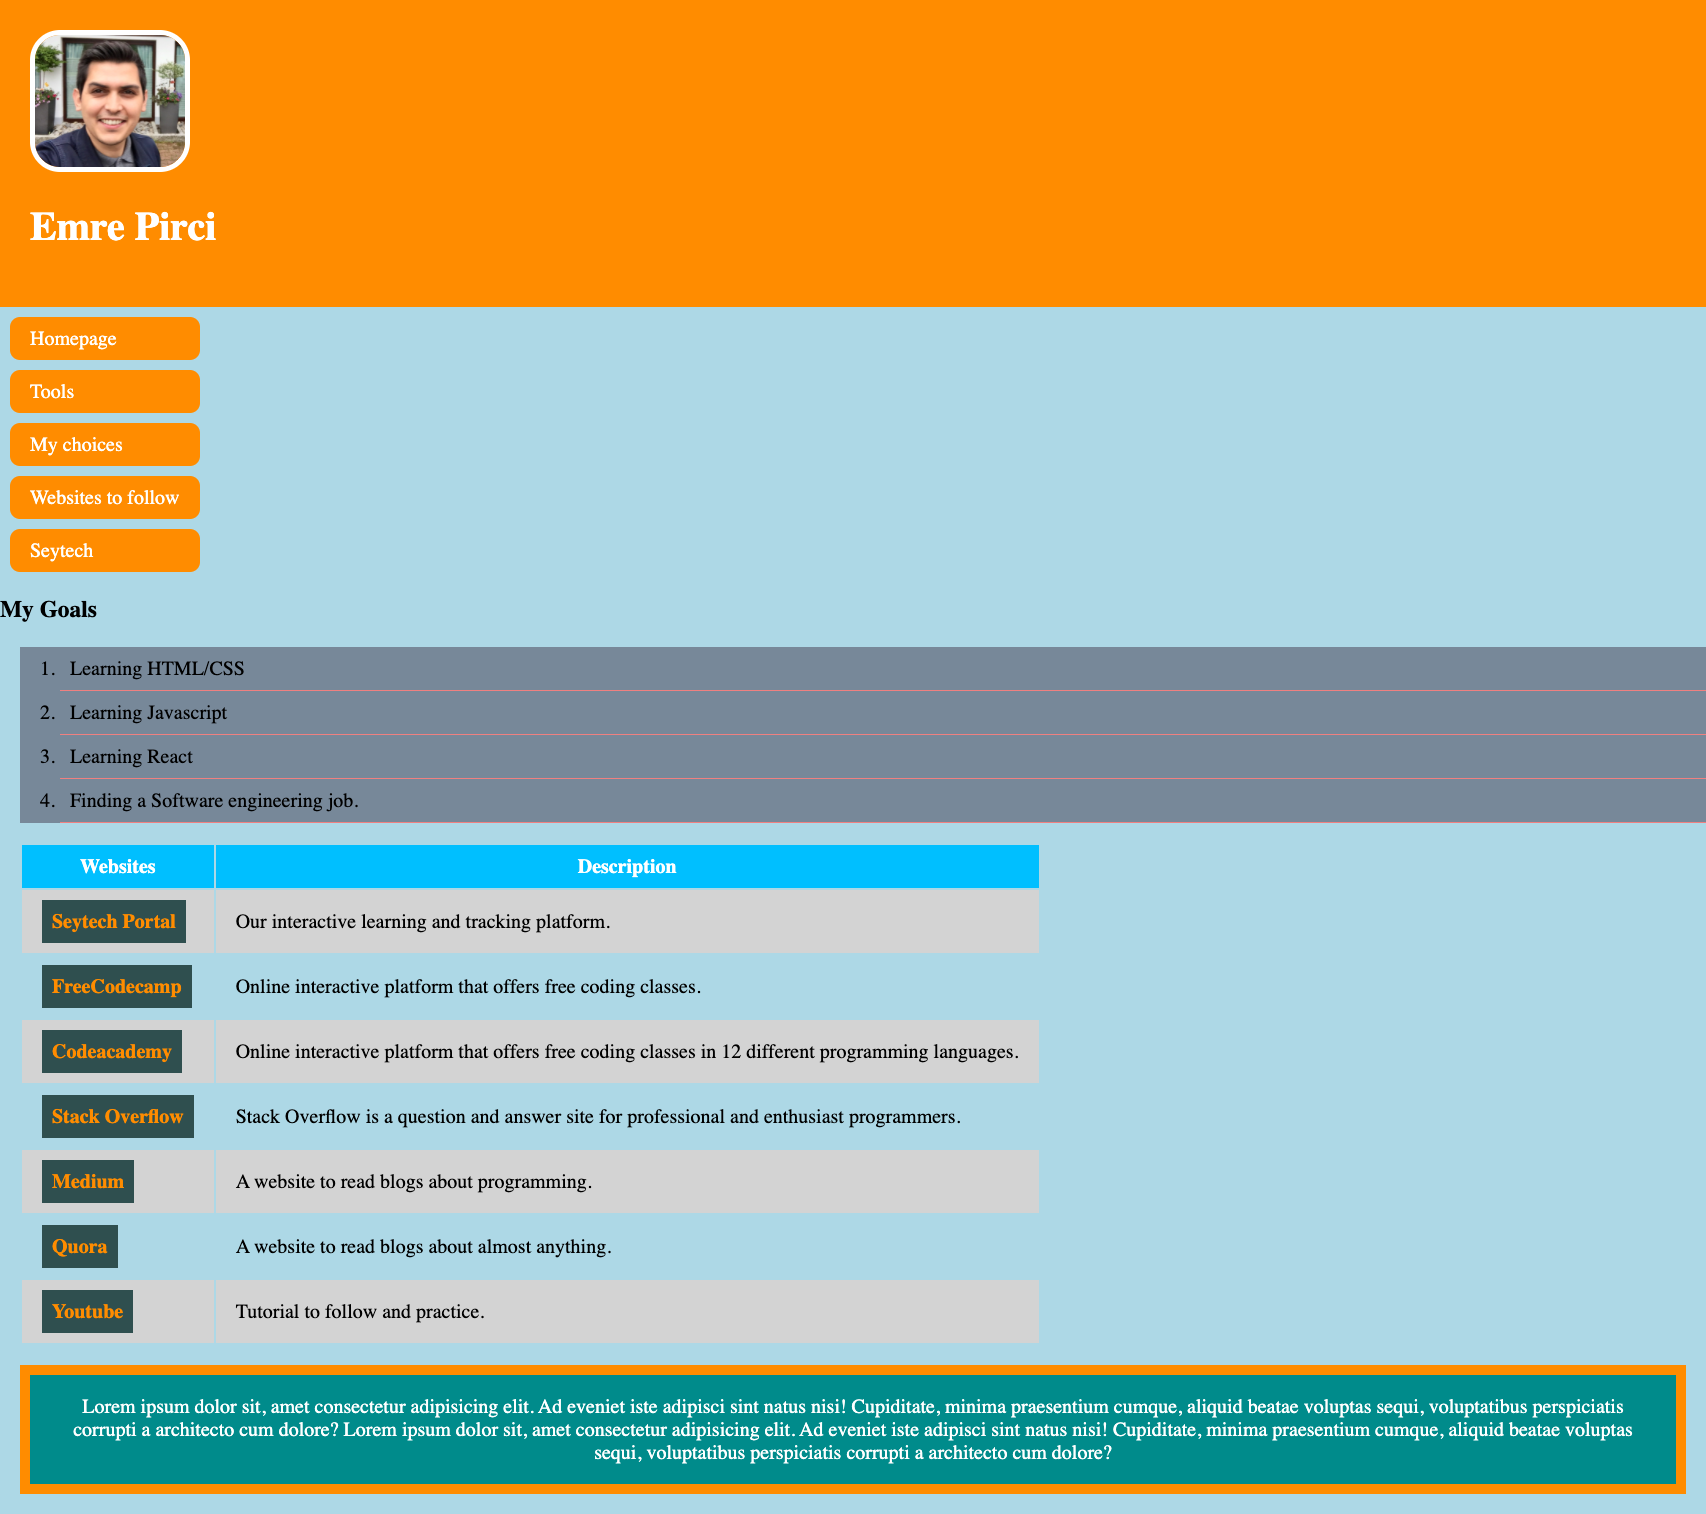 Emre Pirci
Homepage
Tools
My choices
Websites to follow
Seytech
My Goals
1. Learning HTML/CSS
2. Learning Javascript
3. Learning React
4. Finding a Software engineering job.
Websites Description
Seytech Portal Our interactive learning and tracking platform.
FreeCodecamp Online interactive platform that offers free coding classes.
Codeacademy Online interactive platform that offers free coding classes in 12 different programming languages.
Stack Overflow Stack Overflow is a question and answer site for professional and enthusiast programmers.
Medium A website to read blogs about programming.
Quora A website to read blogs about almost anything.
Youtube Tutorial to follow and practice.
Lorem ipsum dolor sit, amet consectetur adipisicing elit. Ad eveniet iste adipisci sint natus nisi! Cupiditate, minima praesentium cumque, aliquid beatae voluptas sequi, voluptatibus perspiciatis
corrupti a architecto cum dolore? Lorem ipsum dolor sit, amet consectetur adipisicing elit. Ad eveniet iste adipisci sint natus nisi! Cupiditate, minima praesentium cumque, aliquid beatae voluptas
sequi, voluptatibus perspiciatis corrupti a architecto cum dolore?